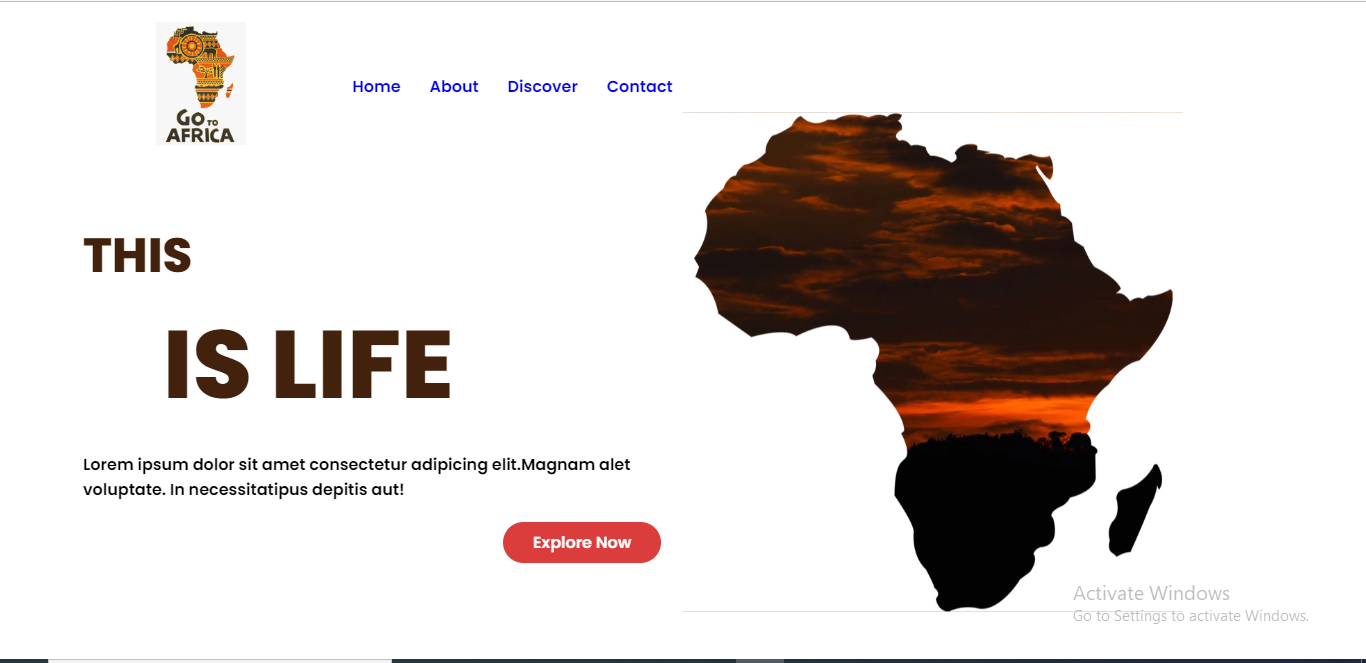 GO TO
AFRICA
Home About Discover Contact
THIS
IS LIFE
Lorem ipsum dolor sit amet consectetur adipicing elit.Magnam alet
voluptate. In necessitatipus depitis aut!
Explore Now
Activate Windows
Go to Settings to activate Windows.